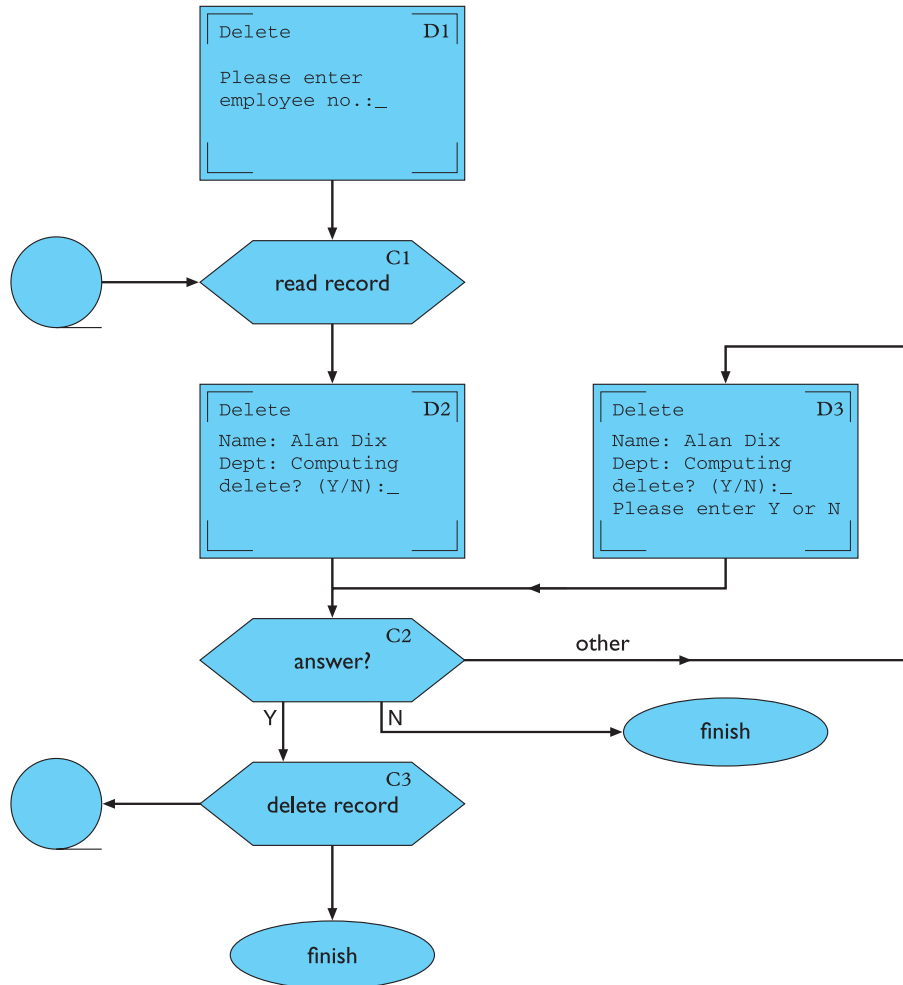 Delete D1
Please enter
employee no.:_
C1
read record
Delete D2
Name: Alan Dix
Dept: Computing
delete? (Y/N):_
Delete D3
Name: Alan Dix
Dept: Computing
delete? (Y/N):_
Please enter Y or N
C2
answer?
other
Y
N
finish
C3
delete record
finish